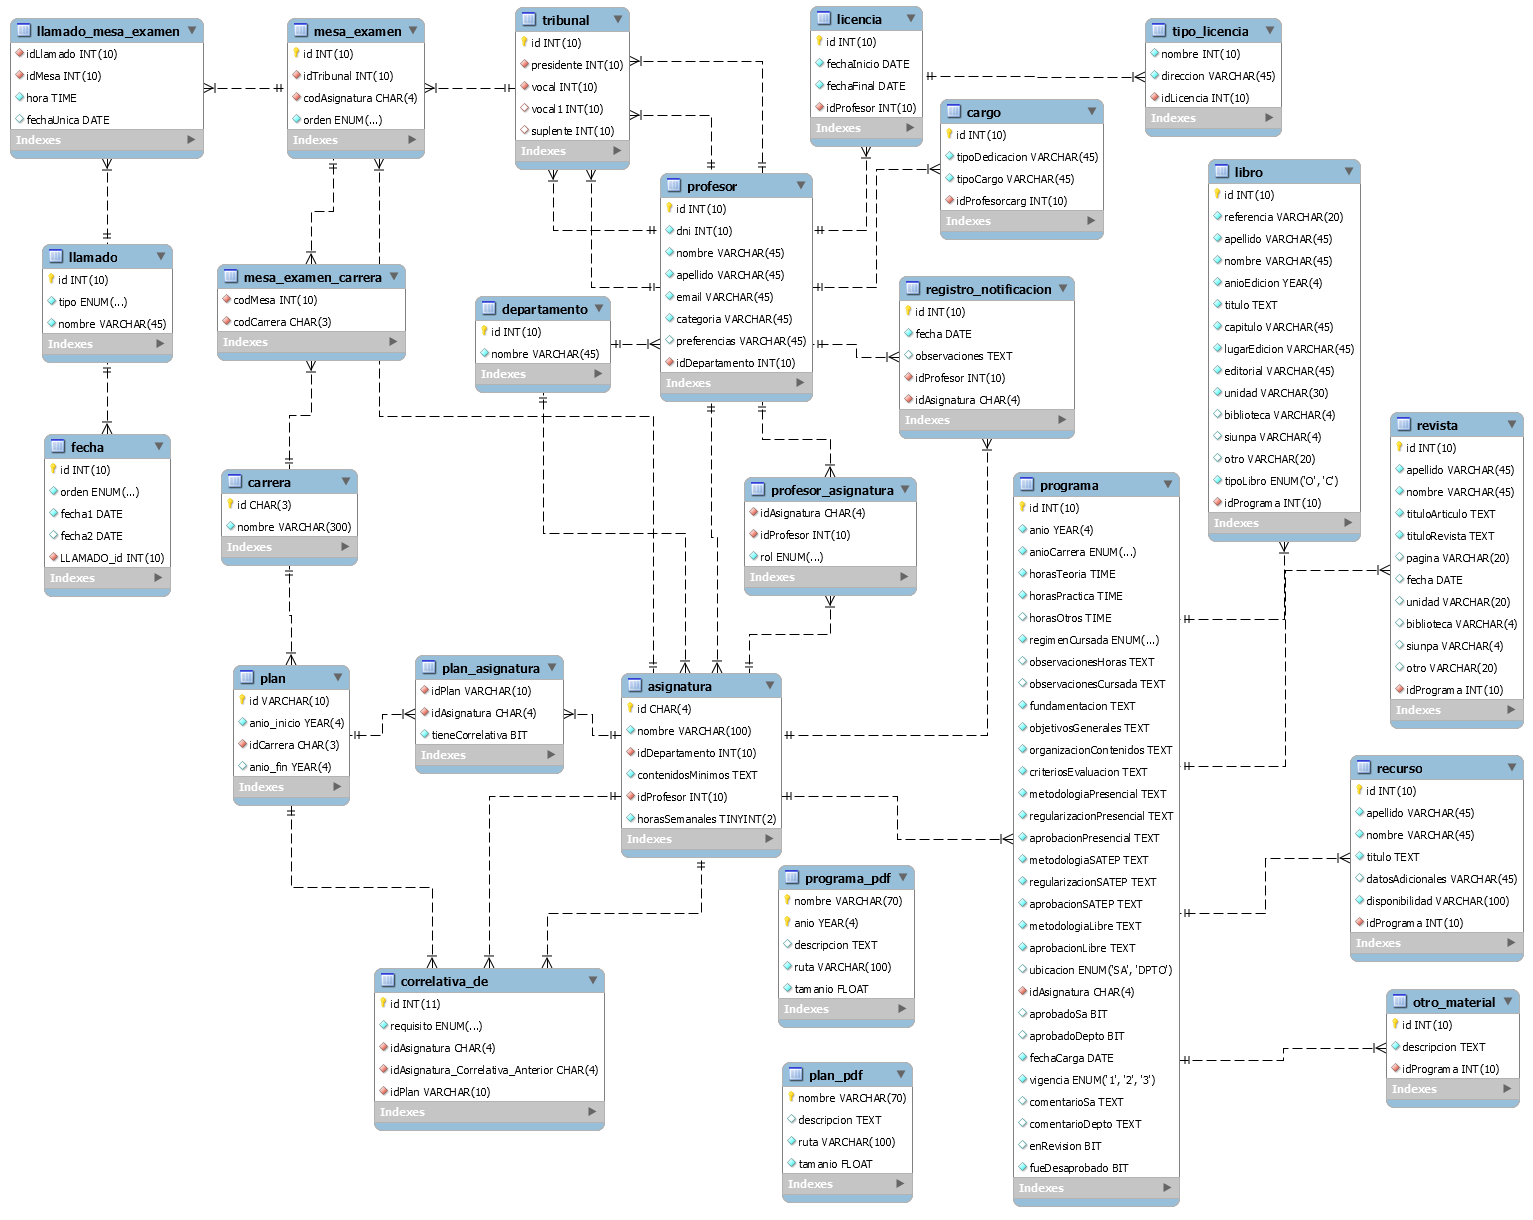 llamado_mesa_examen
idLlamado INT(10)
idMesa INT(10)
hora TIME
fechaUnica DATE
Indexes
mesa_examen
id INT(10)
idTribunal INT(10)
codAsignatura CHAR(4)
orden ENUM(...)
Indexes
tribunal
id INT(10)
presidente INT(10)
vocal INT(10)
vocal1 INT(10)
suplente INT(10)
Indexes
licencia
id INT(10)
fechaInicio DATE
fechaFinal DATE
idProfesor INT(10)
Indexes
tipo_licencia
nombre INT(10)
direccion VARCHAR(45)
idLicencia INT(10)
Indexes
cargo
id INT(10)
tipoDedicacion VARCHAR(45)
tipoCargo VARCHAR(45)
idProfesorcarg INT(10)
Indexes
profesor
id INT(10)
dni INT(10)
nombre VARCHAR(45)
apellido VARCHAR(45)
email VARCHAR(45)
categoria VARCHAR(45)
preferencias VARCHAR(45)
idDepartamento INT(10)
Indexes
libro
id INT(10)
referencia VARCHAR(20)
apellido VARCHAR(45)
nombre VARCHAR(45)
anioEdicion YEAR(4)
titulo TEXT
capitulo VARCHAR(45)
lugarEdicion VARCHAR(45)
editorial VARCHAR(45)
unidad VARCHAR(30)
biblioteca VARCHAR(4)
siunpa VARCHAR(4)
otro VARCHAR(20)
tipoLibro ENUM('O', 'C')
idPrograma INT(10)
Indexes
llamado
id INT(10)
tipo ENUM(...)
nombre VARCHAR(45)
Indexes
mesa_examen_carrera
codMesa INT(10)
codCarrera CHAR(3)
Indexes
departamento
id INT(10)
nombre VARCHAR(45)
Indexes
registro_notificacion
id INT(10)
fecha DATE
observaciones TEXT
idProfesor INT(10)
idAsignatura CHAR(4)
Indexes
revista
id INT(10)
apellido VARCHAR(45)
nombre VARCHAR(45)
tituloArticulo TEXT
tituloRevista TEXT
pagina VARCHAR(20)
fecha DATE
unidad VARCHAR(20)
biblioteca VARCHAR(4)
siunpa VARCHAR(4)
otro VARCHAR(20)
idPrograma INT(10)
Indexes
fecha
id INT(10)
orden ENUM(...)
fecha1 DATE
fecha2 DATE
LLAMADO_id INT(10)
Indexes
carrera
id CHAR(3)
nombre VARCHAR(300)
Indexes
profesor_asignatura
idAsignatura CHAR(4)
idProfesor INT(10)
rol ENUM(...)
Indexes
programa
id INT(10)
anio YEAR(4)
anioCarrera ENUM(...)
horasTeoria TIME
horasPractica TIME
horasOtros TIME
regimenCursada ENUM(...)
observacionesHoras TEXT
observacionesCursada TEXT
fundamentacion TEXT
objetivosGenerales TEXT
organizacionContenidos TEXT
criteriosEvaluacion TEXT
metodologiaPresencial TEXT
regularizacionPresencial TEXT
aprobacionPresencial TEXT
metodologiaSATEP TEXT
regularizacionSATEP TEXT
aprobacionSATEP TEXT
metodologiaLibre TEXT
aprobacionLibre TEXT
ubicacion ENUM('SA', 'DPTO')
idAsignatura CHAR(4)
aprobadoSa BIT
aprobadoDepto BIT
fechaCarga DATE
vigencia ENUM('1', '2', '3')
comentarioSa TEXT
comentarioDepto TEXT
enRevision BIT
fueDesaprobado BIT
Indexes
plan
id VARCHAR(10)
anio_inicio YEAR(4)
idCarrera CHAR(3)
anio_fin YEAR(4)
Indexes
plan_asignatura
idPlan VARCHAR(10)
idAsignatura CHAR(4)
tieneCorrelativa BIT
Indexes
asignatura
id CHAR(4)
nombre VARCHAR(100)
idDepartamento INT(10)
contenidosMinimos TEXT
idProfesor INT(10)
horasSemanales TINYINT(2)
Indexes
recurso
id INT(10)
apellido VARCHAR(45)
nombre VARCHAR(45)
titulo TEXT
datosAdicionales VARCHAR(45)
disponibilidad VARCHAR(100)
idPrograma INT(10)
Indexes
programa_pdf
nombre VARCHAR(70)
anio YEAR(4)
descripcion TEXT
ruta VARCHAR(100)
tamanio FLOAT
Indexes
correlativa_de
id INT(11)
requisito ENUM(...)
idAsignatura CHAR(4)
idAsignatura_Correlativa_Anterior CHAR(4)
idPlan VARCHAR(10)
Indexes
otro_material
id INT(10)
descripcion TEXT
idPrograma INT(10)
Indexes
plan_pdf
nombre VARCHAR(70)
descripcion TEXT
ruta VARCHAR(100)
tamanio FLOAT
Indexes